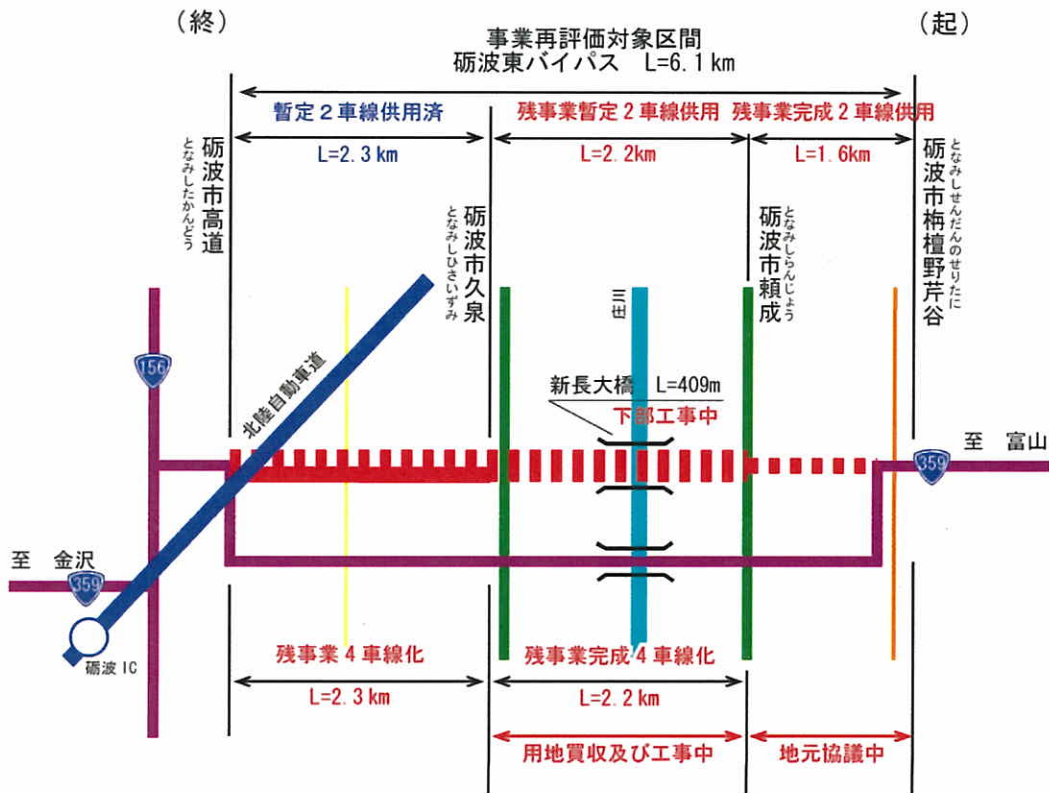 （終）
（起）
事業再評価対象区間
砺波東バイパス L=6.1km
暫定２車線供用済
残事業暫定２車線供用
残事業完成２車線供用
L=2.3km
L=2.2km
L=1.6km
砺波市高道
となみしたかんどう
砺波市久泉
となみしひさいずみ
砺波市頼成
となみしらんじょう
砺波市栴檀野芹谷
となみしせんだんのせりたに
庄川
156
北陸自動車道
新長大橋 L=409m
下部工事中
至 富山
359
至 金沢
359
砺波IC
残事業４車線化
残事業完成４車線化
L=2.3km
L=2.2km
用地買収及び工事中
地元協議中